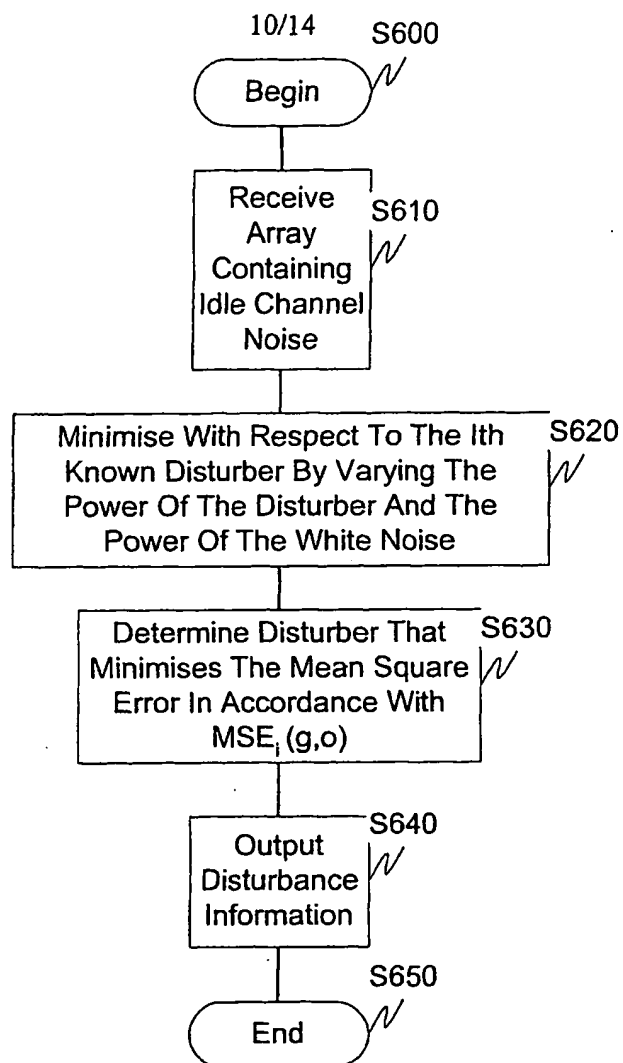 10/14
S600
Begin
S610
Receive
Array
Containing
Idle Channel
Noise
S620
Minimise With Respect To The Ith
Known Disturber By Varying The
Power Of The Disturber And The
Power Of The White Noise
S630
Determine Disturber That
Minimises The Mean Square
Error In Accordance With
MSEi (g,o)
S640
Output
Disturbance
Information
S650
End